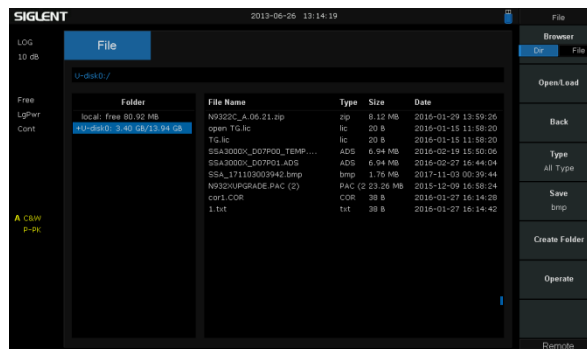 SIGLENT 2013-06-26 13:14:19 File
LOG
10 dB
Free
LgPwr
Cont
A C&W
P-PK
File
U-disk0:/
Folder
local: free 80.92 MB
+U-disk0: 3.40 GB/13.94 GB
File Name Type Size Date
N9322C_A.06.21.zip zip 8.12 MB 2016-01-29 13:59:26
open TG.lic lic 20 B 2016-01-15 11:58:20
TG.lic lic 20 B 2016-01-15 11:58:20
SSA3000X_D07P00_TEMP.... ADS 6.94 MB 2016-02-19 15:50:06
SSA3000X_D07P01.ADS ADS 6.94 MB 2016-02-27 16:44:04
SSA_171103003942.bmp bmp 1.76 MB 2017-11-03 00:39:44
N932XUPGRADE.PAC (2) PAC (2 23.26 MB 2015-12-09 16:58:24
cor1.COR COR 38 B 2016-01-27 16:14:28
1.txt txt 38 B 2016-01-27 16:14:42
Browser
Dir File
Open/Load
Back
Type
All Type
Save
bmp
Create Folder
Operate
Remote